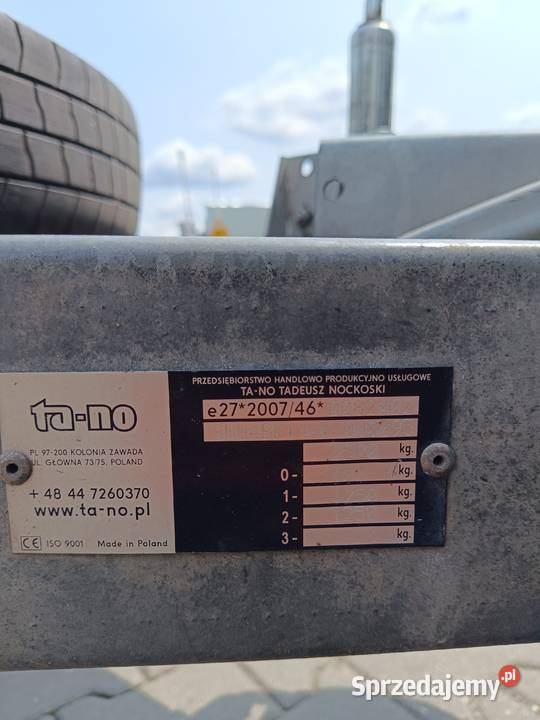 ta-no
PL 97-200 KOLONIA ZAWADA
UL. GŁOWNA 73/75, POLAND
+ 48 44 7260370
www.ta-no.pl
CE ISO 9001 Made in Poland
PRZEDSIĘBIORSTWO HANDLOWO PRODUKCYJNO USŁUGOWE
TA-NO TADEUSZ NOCKOSKI
e27*2007/46*
kg.
0- kg.
1- kg.
2- kg.
3- kg.
Sprzedajemy.pl